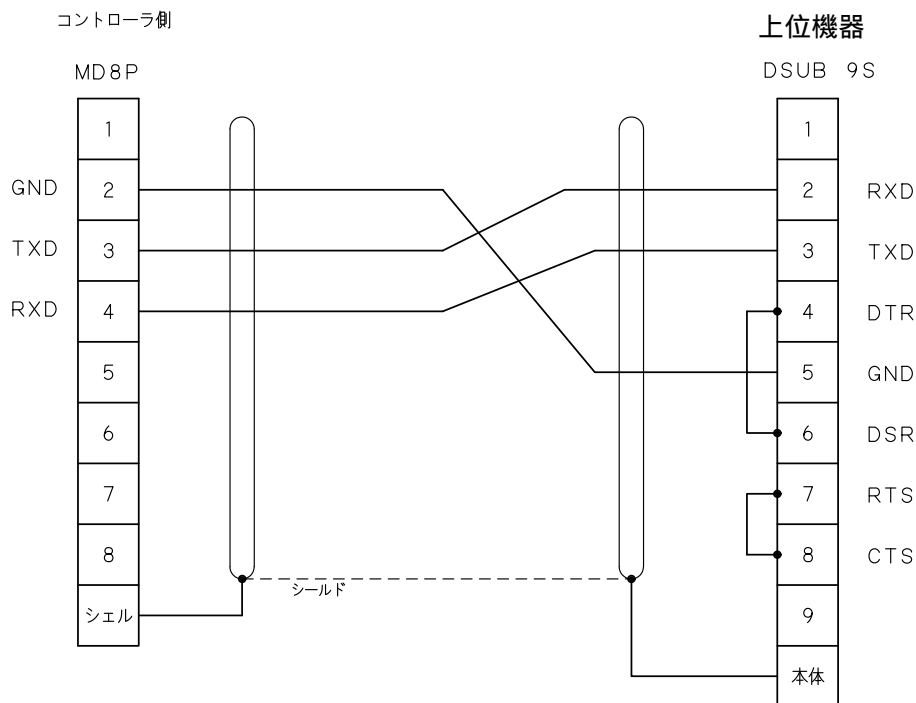 コントローラ側
上位機器
MD8P
DSUB 9S
1
1
GND 2
2 RXD
TXD 3
3 TXD
RXD 4
4 DTR
5
5 GND
6
6 DSR
7
7 RTS
8
8 CTS
シールド
シェル
9
本体